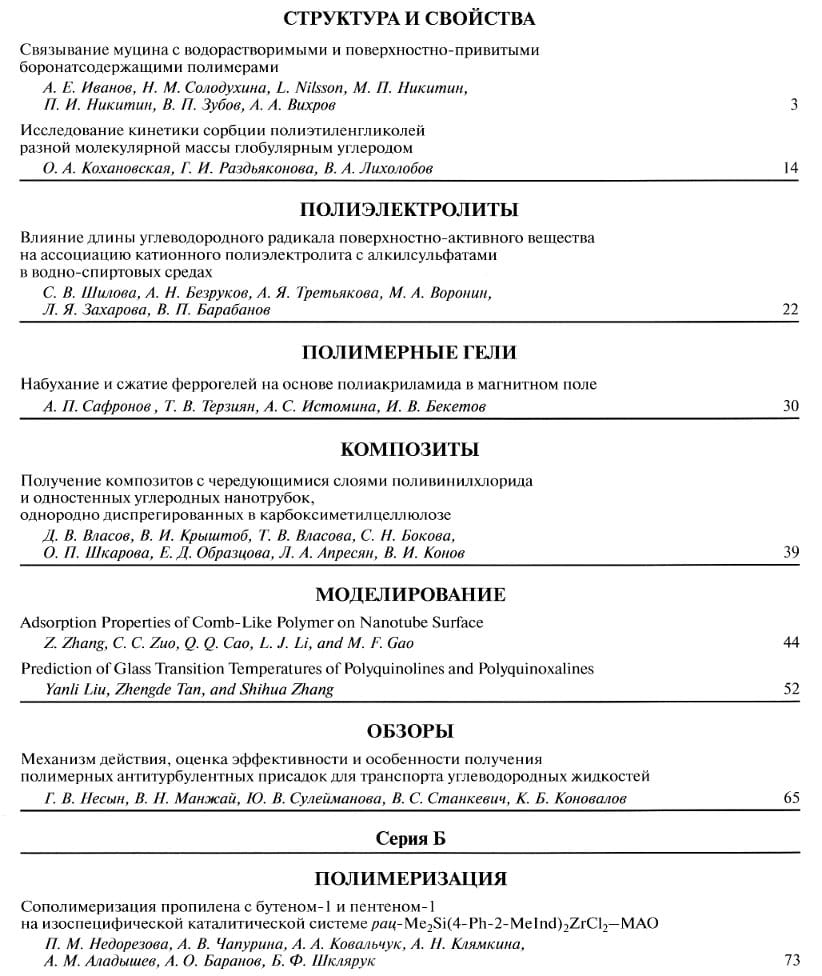 СТРУКТУРА И СВОЙСТВА
Связывание муцина с водорастворимыми и поверхностно-привитыми
боронатсодержащими полимерами
А. Е. Иванов, Н. М. Солодухина, L. Nilsson, М. П. Никитин,
П. И. Никитин, В. П. Зубов, А. А. Вихров 3
Исследование кинетики сорбции полиэтиленгликолей
разной молекулярной массы глобулярным углеродом
О. А. Кохановская, Г. И. Раздьяконова, В. А. Лихолобов 14
ПОЛИЭЛЕКТРОЛИТЫ
Влияние длины углеводородного радикала поверхностно-активного вещества
на ассоциацию катионного полиэлектролита с алкилсульфатами
в водно-спиртовых средах
С. В. Шилова, А. Н. Безруков, А. Я. Третьякова, М. А. Воронин,
Л. Я. Захарова, В. П. Барабанов 22
ПОЛИМЕРНЫЕ ГЕЛИ
Набухание и сжатие феррогелей на основе полиакриламида в магнитном поле
А. П. Сафронов , Т. В. Терзиян, А. С. Истомина, И. В. Бекетов 30
КОМПОЗИТЫ
Получение композитов с чередующимися слоями поливинилхлорида
и одностенных углеродных нанотрубок,
однородно диспрегированных в карбоксиметилцеллюлозе
Д. В. Власов, В. И. Крыштоб, Т. В. Власова, С. Н. Бокова,
О. П. Шкарова, Е. Д. Образцова, Л. А. Апресян, В. И. Конов 39
МОДЕЛИРОВАНИЕ
Adsorption Properties of Comb-Like Polymer on Nanotube Surface
Z. Zhang, C. C. Zuo, Q. Q. Cao, L. J. Li, and M. F. Gao 44
Prediction of Glass Transition Temperatures of Polyquinolines and Polyquinoxalines
Yanli Liu, Zhengde Tan, and Shihua Zhang 52
ОБЗОРЫ
Механизм действия, оценка эффективности и особенности получения
полимерных антитурбулентных присадок для транспорта углеводородных жидкостей
Г. В. Несын, В. Н. Манжай, Ю. В. Сулейманова, В. С. Станкевич, К. Б. Коновалов 65
Серия Б
ПОЛИМЕРИЗАЦИЯ
Сополимеризация пропилена с бутеном-1 и пентеном-1
на изоспецифической каталитической системе рац-Me₂Si(4-Ph-2-MeInd)₂ZrCl₂—МАО
П. М. Недорезова, А. В. Чапурина, А. А. Ковальчук, А. Н. Клямкина,
А. М. Аладышев, А. О. Баранов, Б. Ф. Шклярук 73